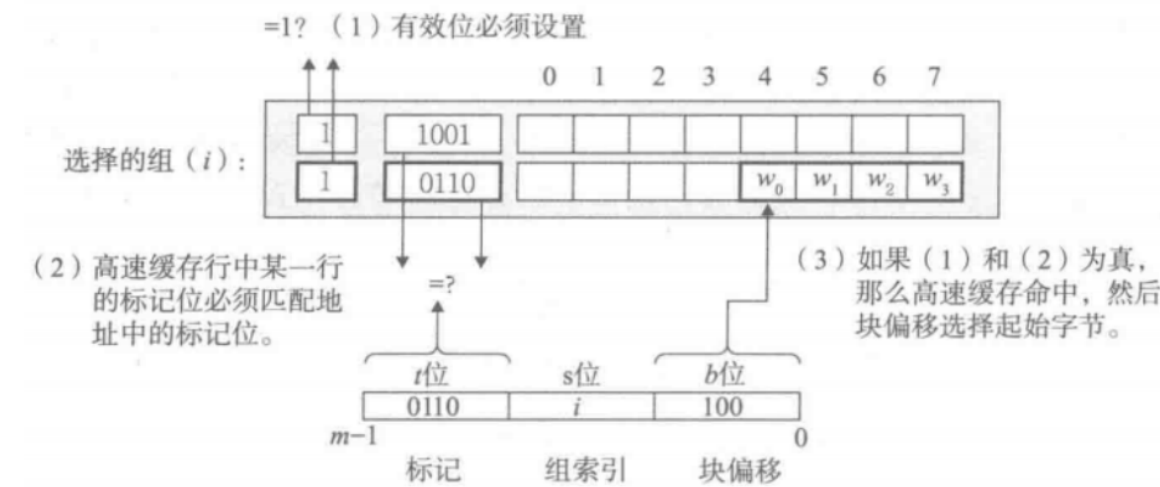 =1? （1）有效位必须设置
0 1 2 3 4 5 6 7
1 1001
选择的组（i）：
1 0110 w₀ w₁ w₂ w₃
（2）高速缓存行中某一行
的标记位必须匹配地
址中的标记位。
=?
（3）如果（1）和（2）为真，
那么高速缓存命中，然后
块偏移选择起始字节。
t位 s位 b位
0110 i 100
m−1 0
标记 组索引 块偏移